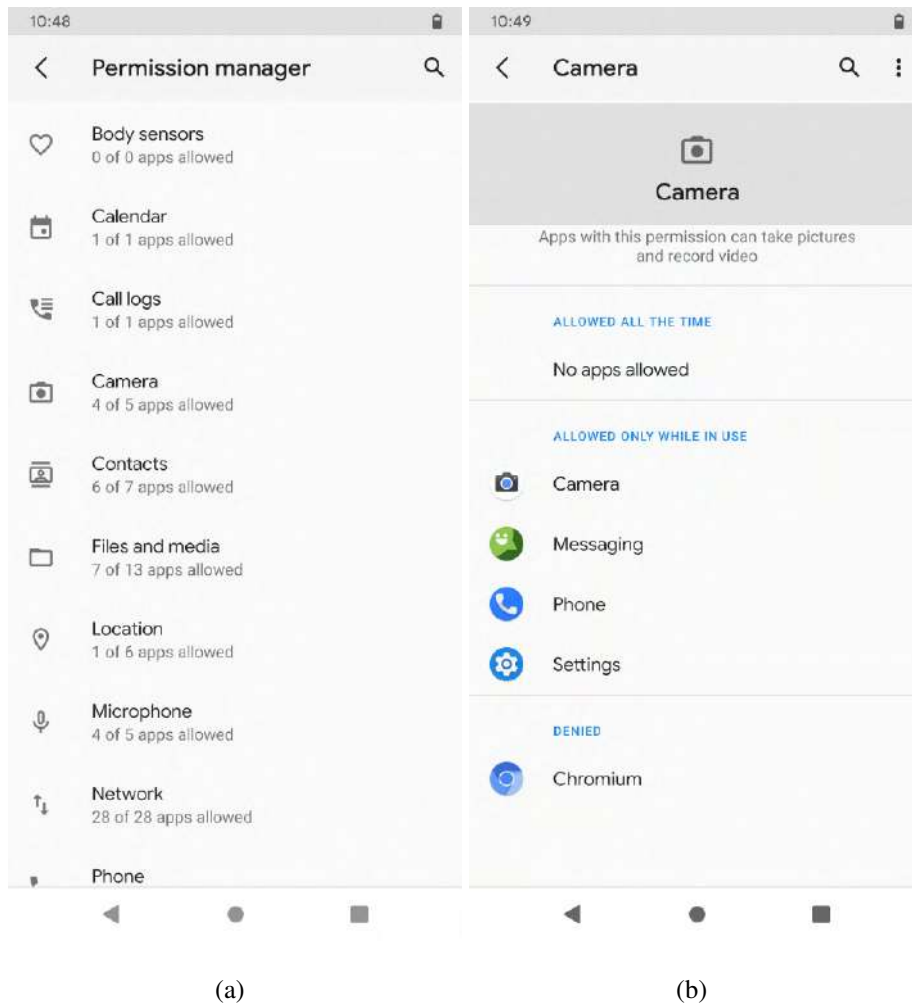 10:48
Permission manager
Body sensors
0 of 0 apps allowed
Calendar
1 of 1 apps allowed
Call logs
1 of 1 apps allowed
Camera
4 of 5 apps allowed
Contacts
6 of 7 apps allowed
Files and media
7 of 13 apps allowed
Location
1 of 6 apps allowed
Microphone
4 of 5 apps allowed
Network
28 of 28 apps allowed
Phone
(a)
10:49
Camera
Camera
Apps with this permission can take pictures
and record video
ALLOWED ALL THE TIME
No apps allowed
ALLOWED ONLY WHILE IN USE
Camera
Messaging
Phone
Settings
DENIED
Chromium
(b)